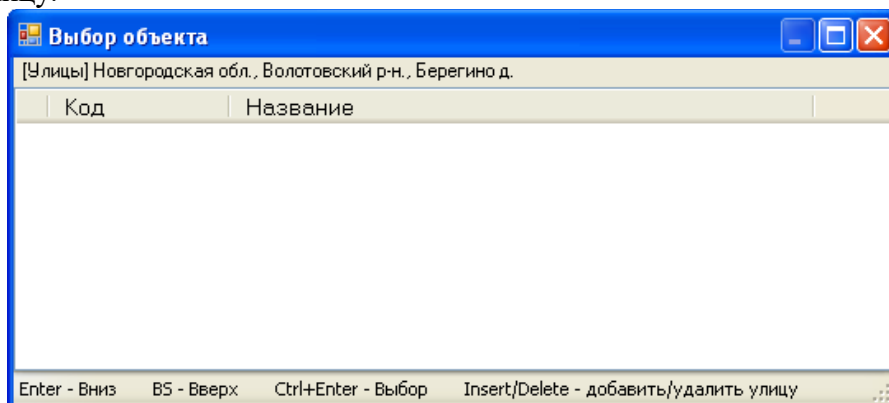 Выбор объекта
[Улицы] Новгородская обл., Волотовский р-н., Берегино д.
Код Название
Enter - Вниз BS - Вверх Ctrl+Enter - Выбор Insert/Delete - добавить/удалить улицу